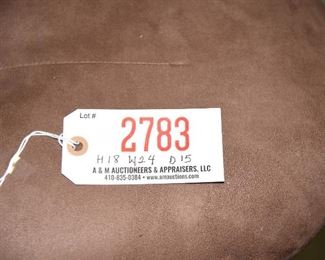 Lot #
2783
H18 W24 D15
A & M AUCTIONEERS & APPRAISERS, LLC
410-835-0384 • www.amauctions.com